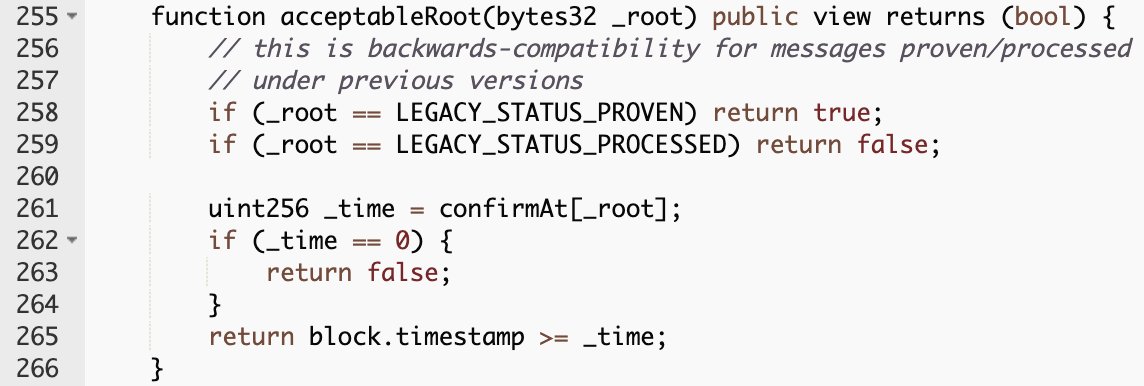 255 function acceptableRoot(bytes32 _root) public view returns (bool) {
256 // this is backwards-compatibility for messages proven/processed
257 // under previous versions
258 if (_root == LEGACY_STATUS_PROVEN) return true;
259 if (_root == LEGACY_STATUS_PROCESSED) return false;
260
261 uint256 _time = confirmAt[_root];
262 if (_time == 0) {
263 return false;
264 }
265 return block.timestamp >= _time;
266 }